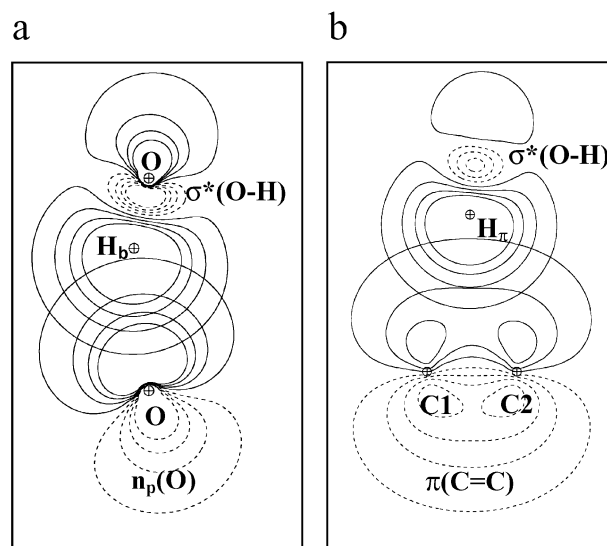 a
b
O
σ*(O-H)
H_b
O
n_p(O)
σ*(O-H)
H_π
C1 C2
π(C=C)